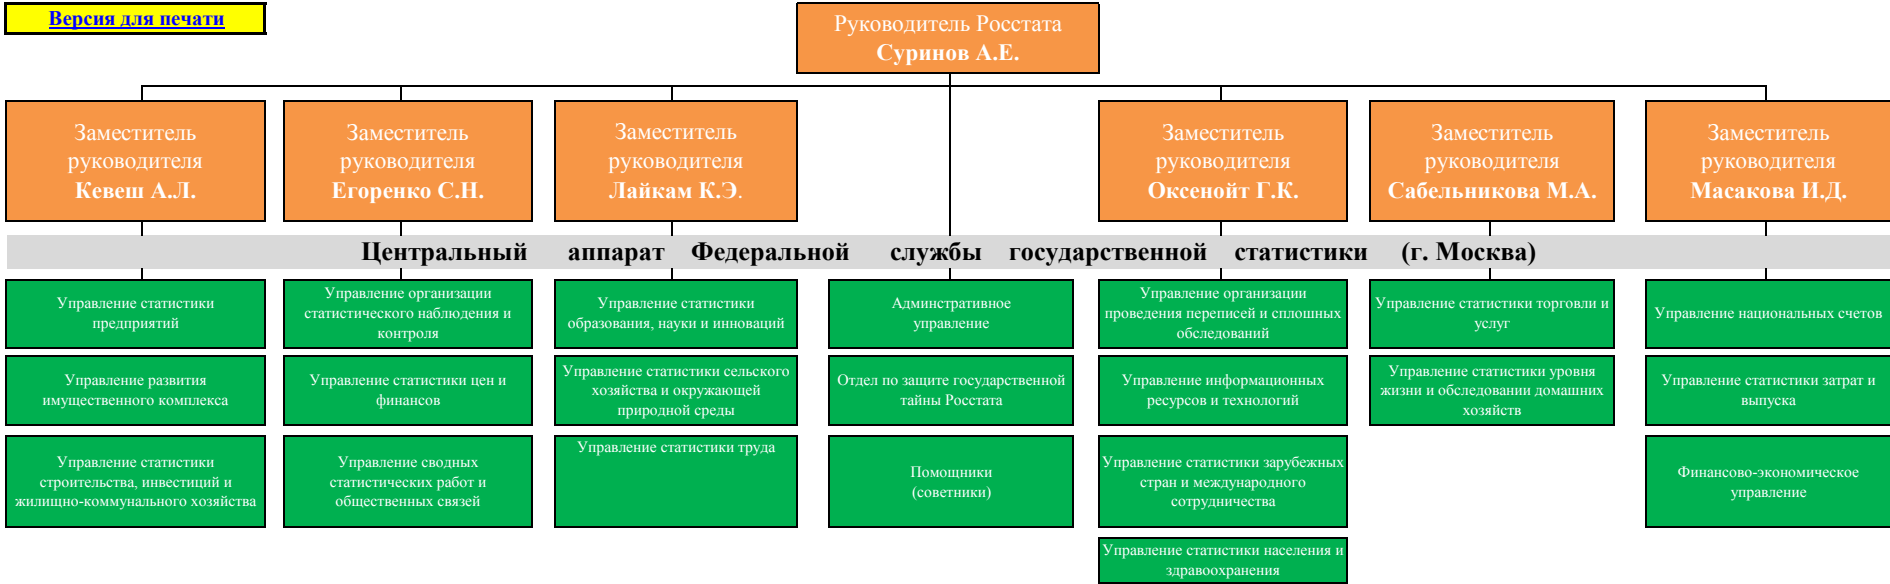 Версия для печати
Руководитель Росстата
Суринов А.Е.
Заместитель
руководителя
Кевеш А.Л.
Заместитель
руководителя
Егоренко С.Н.
Заместитель
руководителя
Лайкам К.Э.
Заместитель
руководителя
Оксенойт Г.К.
Заместитель
руководителя
Сабельникова М.А.
Заместитель
руководителя
Масакова И.Д.
Центральный аппарат Федеральной службы государственной статистики (г. Москва)
Управление статистики
предприятий
Управление организации
статистического наблюдения и
контроля
Управление статистики
образования, науки и инноваций
Админстративное
управление
Управление организации
проведения переписей и сплошных
обследований
Управление статистики торговли и
услуг
Управление национальных счетов
Управление развития
имущественного комплекса
Управление статистики цен и
финансов
Управление статистики сельского
хозяйства и окружающей
природной среды
Отдел по защите государственной
тайны Росстата
Управление информационных
ресурсов и технологий
Управление статистики уровня
жизни и обследовании домашних
хозяйств
Управление статистики затрат и
выпуска
Управление статистики
строительства, инвестиций и
жилищно-коммунального хозяйства
Управление сводных
статистических работ и
общественных связей
Управление статистики труда
Помощники
(советники)
Управление статистики зарубежных
стран и международного
сотрудничества
Финансово-экономическое
управление
Управление статистики населения и
здравоохранения